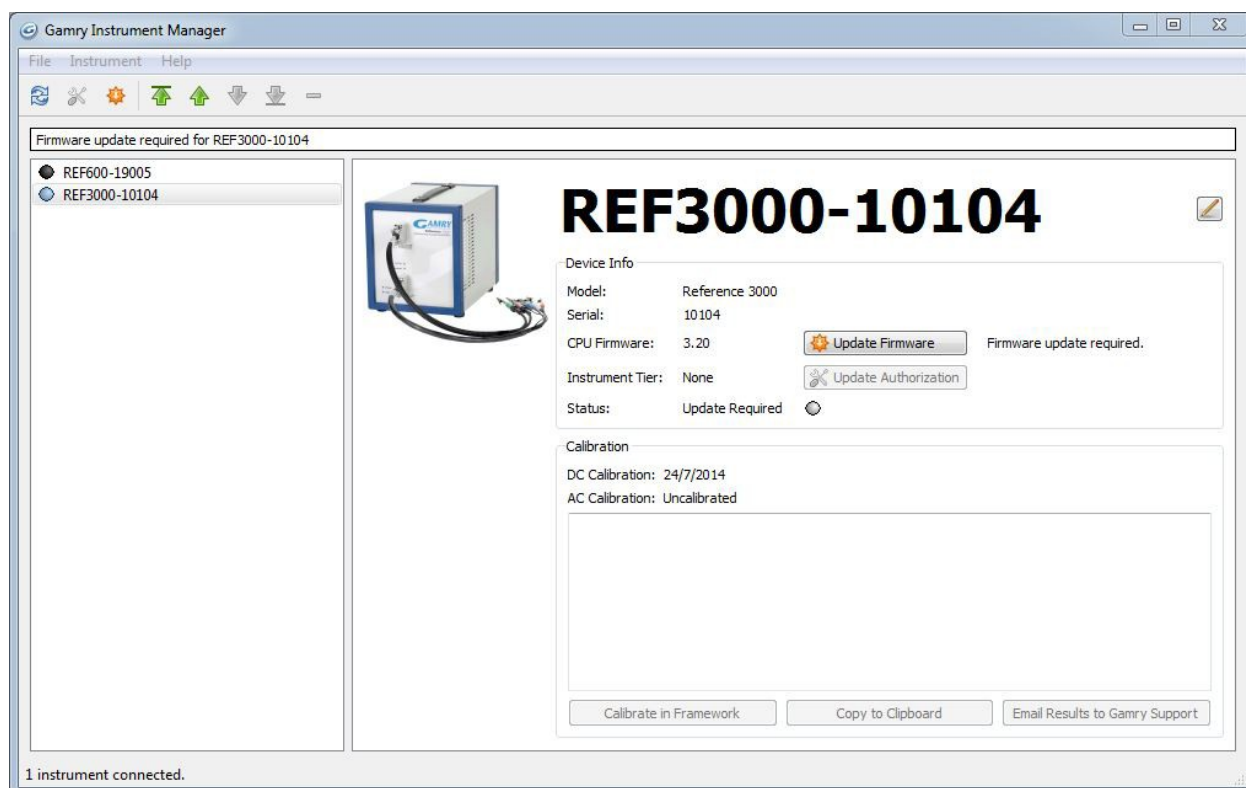 Gamry Instrument Manager
File Instrument Help
Firmware update required for REF3000-10104
REF600-19005
REF3000-10104
GAMRY
REF3000-10104
Device Info
Model: Reference 3000
Serial: 10104
CPU Firmware: 3.20 Update Firmware Firmware update required.
Instrument Tier: None Update Authorization
Status: Update Required
Calibration
DC Calibration: 24/7/2014
AC Calibration: Uncalibrated
Calibrate in Framework Copy to Clipboard Email Results to Gamry Support
1 instrument connected.